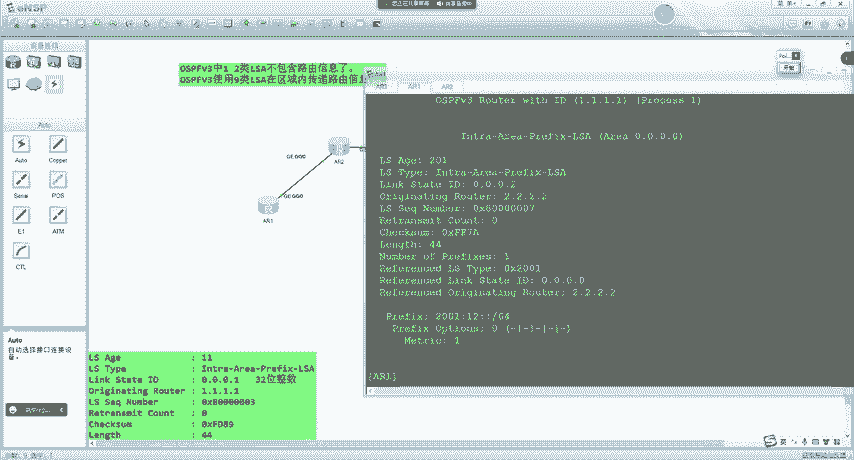 eNSP
OSPFv3中1 2类LSA不包含路由信息了。
OSPFv3使用9类LSA在区域内传递路由信息
Auto
Auto
Copper
Serial
POS
E1
ATM
CTL
Auto
自动选择接口连接设备。
GE 0/0/0
AR2
GE 0/0/0
AR1
OSPFv3 Router with ID (1.1.1.1) (Process 1)
Intra-Area-Prefix-LSA (Area 0.0.0.0)
LS Age: 201
LS Type: Intra-Area-Prefix-LSA
Link State ID: 0.0.0.2
Originating Router: 2.2.2.2
LS Seq Number: 0x80000007
Retransmit Count: 0
Checksum: 0xFF7A
Length: 44
Number of Prefixes: 1
Referenced LS Type: 0x2001
Referenced Link State ID: 0.0.0.0
Referenced Originating Router: 2.2.2.2
Prefix: 2001:12::/64
Prefix Options: 0 (-|-|-|-|-)
Metric: 1
[AR1]
LS Age : 11
LS Type : Intra-Area-Prefix-LSA
Link State ID : 0.0.0.1 32位整数
Originating Router : 1.1.1.1
LS Seq Number : 0x80000003
Retransmit Count : 0
Checksum : 0xFD89
Length : 44